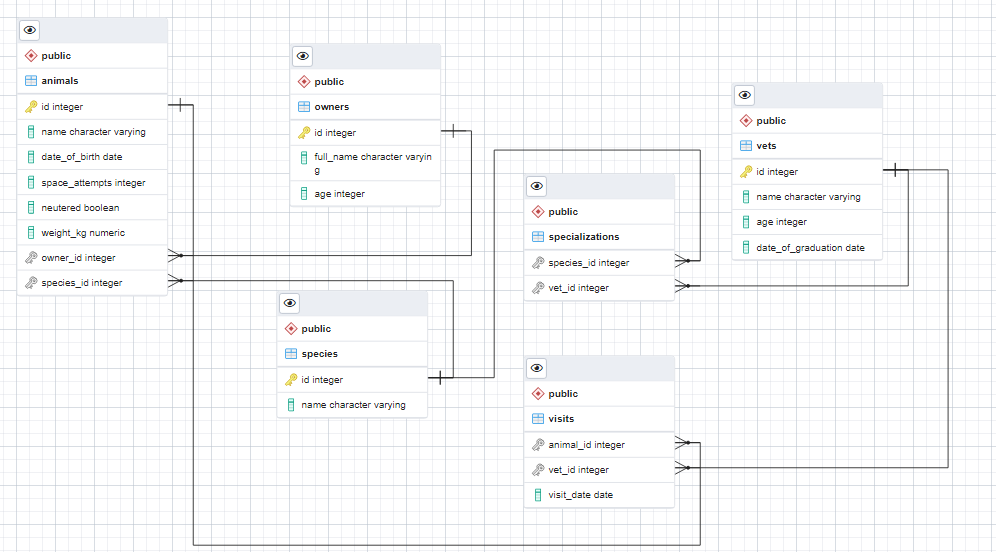 public
animals
id integer
name character varying
date_of_birth date
space_attempts integer
neutered boolean
weight_kg numeric
owner_id integer
species_id integer
public
owners
id integer
full_name character varyin
g
age integer
public
species
id integer
name character varying
public
specializations
species_id integer
vet_id integer
public
visits
animal_id integer
vet_id integer
visit_date date
public
vets
id integer
name character varying
age integer
date_of_graduation date